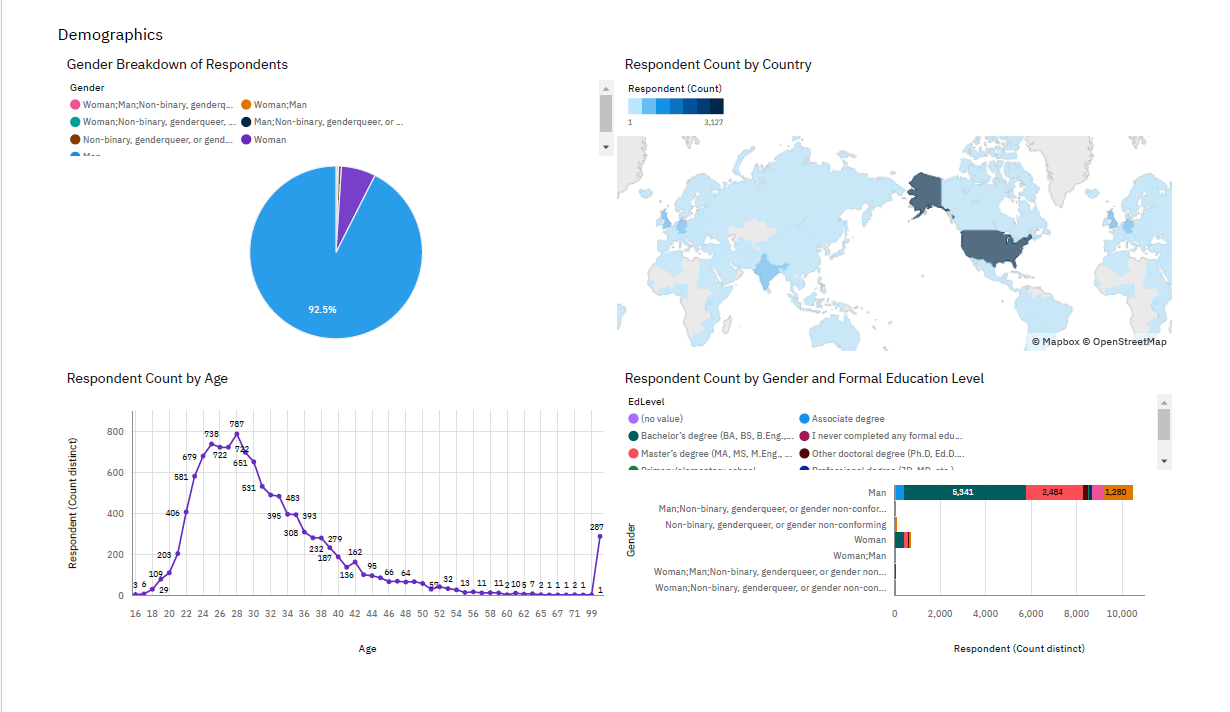 Demographics
Gender Breakdown of Respondents
Gender
Woman;Man;Non-binary, genderq...
Woman;Man
Woman;Non-binary, genderqueer, ...
Man;Non-binary, genderqueer, or ...
Non-binary, genderqueer, or gend...
Woman
Man
92.5%
Respondent Count by Country
Respondent (Count)
1
3,127
© Mapbox © OpenStreetMap
Respondent Count by Age
Respondent (Count distinct)
800
600
400
200
0
3 6 29 109 203 406 581 679 738 722 787 722 651 531 395 483 308 393 232 187 279 136 162 95 66 64 57 32 13 11 11 2 10 5 7 2 1 1 1 2 1 287 1
16 18 20 22 24 26 28 30 32 34 36 38 40 42 44 46 48 50 52 54 56 58 60 62 65 67 71 99
Age
Respondent Count by Gender and Formal Education Level
EdLevel
(no value)
Associate degree
Bachelor's degree (BA, BS, B.Eng.,...
I never completed any formal edu...
Master's degree (MA, MS, M.Eng., ...
Other doctoral degree (Ph.D, Ed.D....
Primary/elementary school
Professional degree (JD, MD, etc.)
Gender
Man
5,341
2,484
1,280
Man;Non-binary, genderqueer, or gender non-confor...
Non-binary, genderqueer, or gender non-conforming
Woman
Woman;Man
Woman;Man;Non-binary, genderqueer, or gender non...
Woman;Non-binary, genderqueer, or gender non-con...
0 2,000 4,000 6,000 8,000 10,000
Respondent (Count distinct)